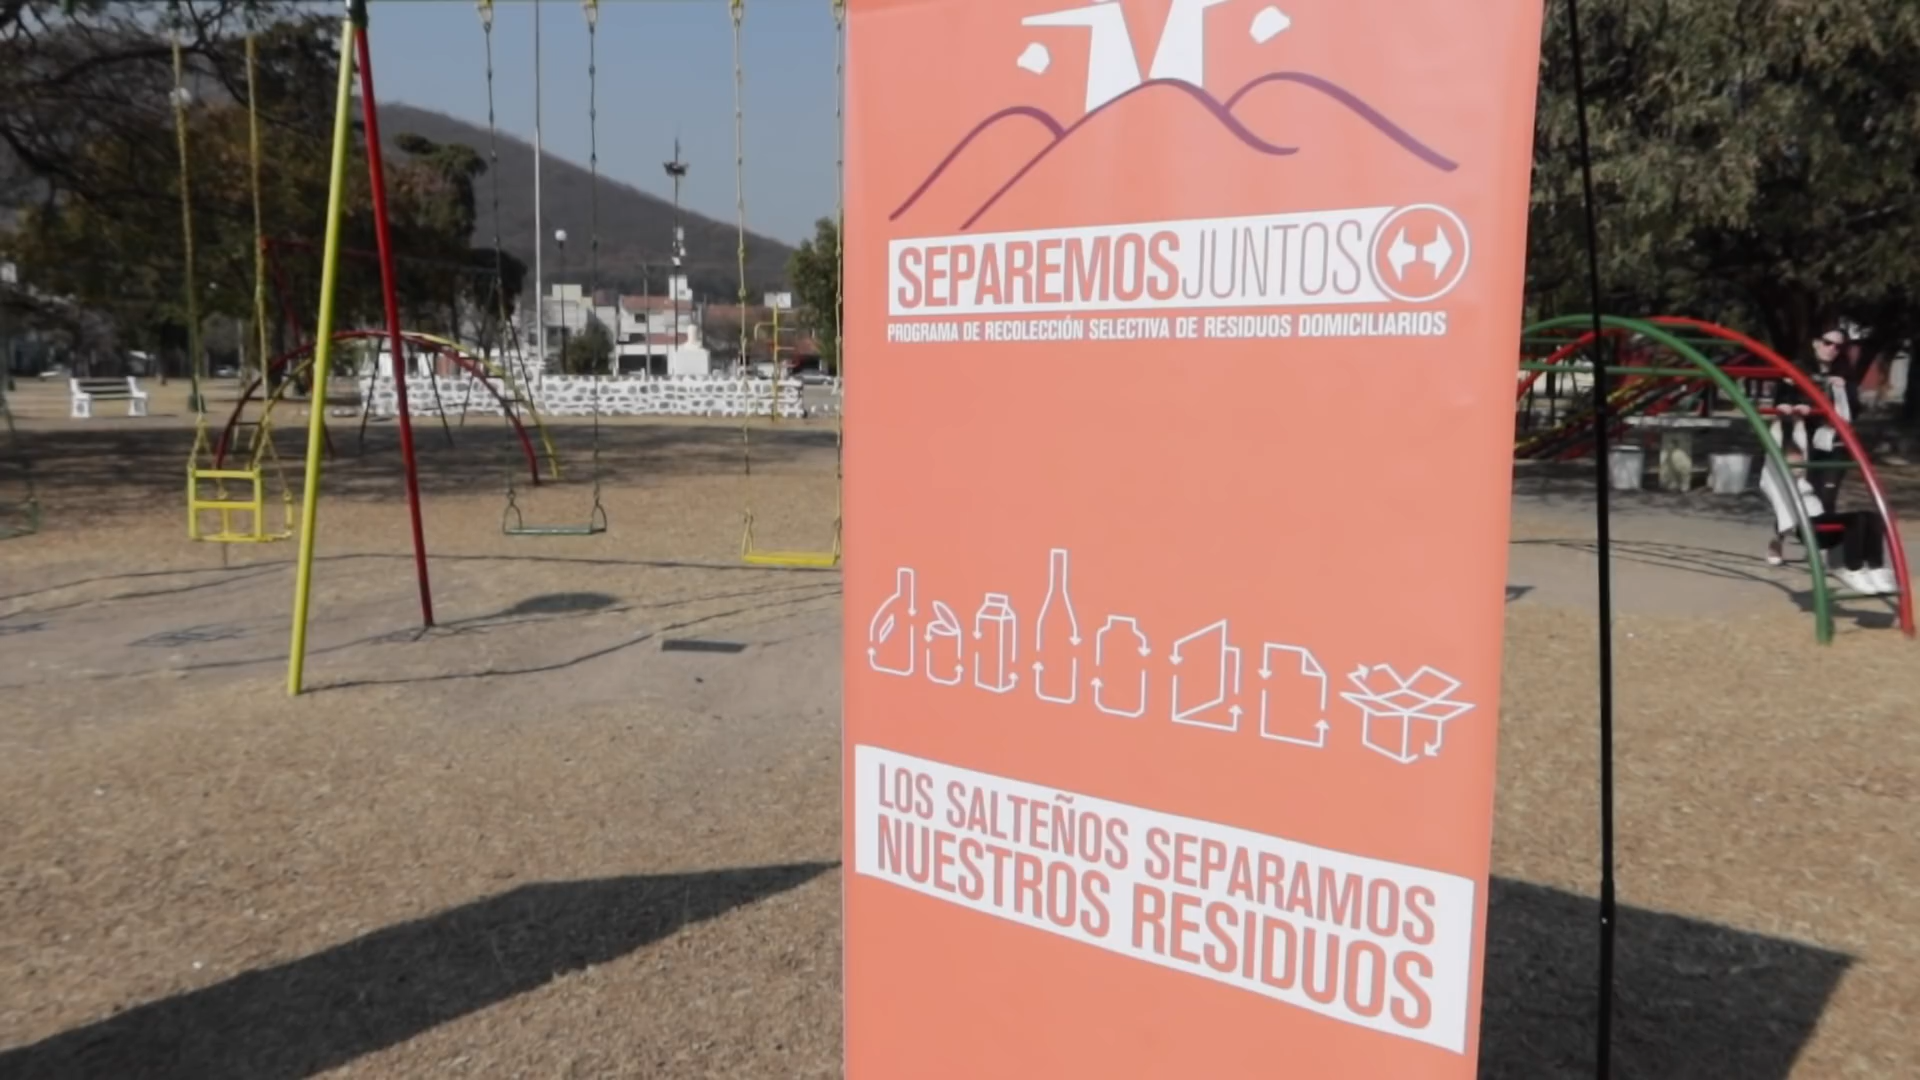 SEPAREMOSJUNTOS
PROGRAMA DE RECOLECCIÓN SELECTIVA DE RESIDUOS DOMICILIARIOS
LOS SALTEÑOS SEPARAMOS
NUESTROS RESIDUOS